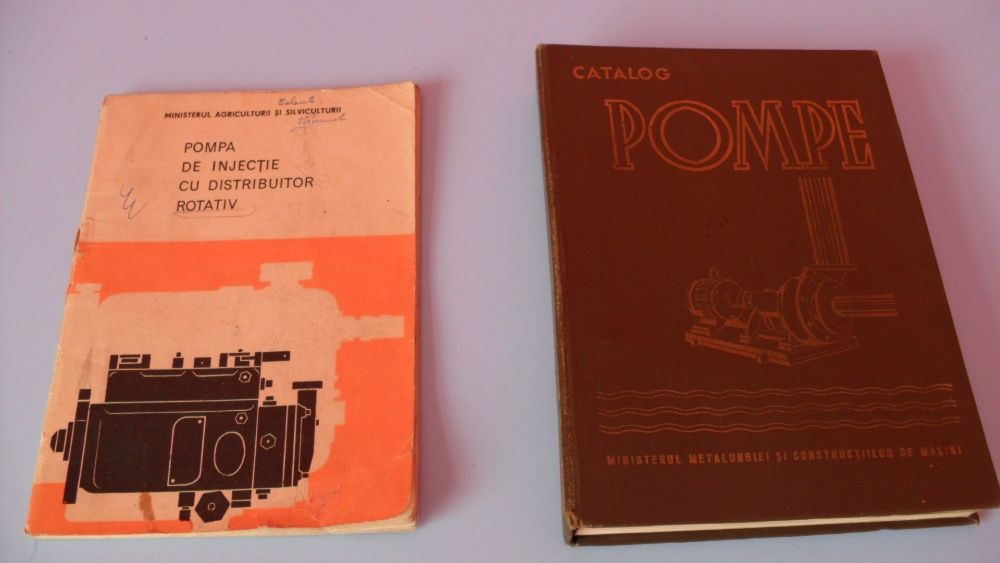 MINISTERUL AGRICULTURII ȘI SILVICULTURII
POMPA
DE INJECȚIE
CU DISTRIBUITOR
ROTATIV
CATALOG
POMPE
MINISTERUL METALURGIEI ȘI CONSTRUCȚIILOR DE MAȘINI